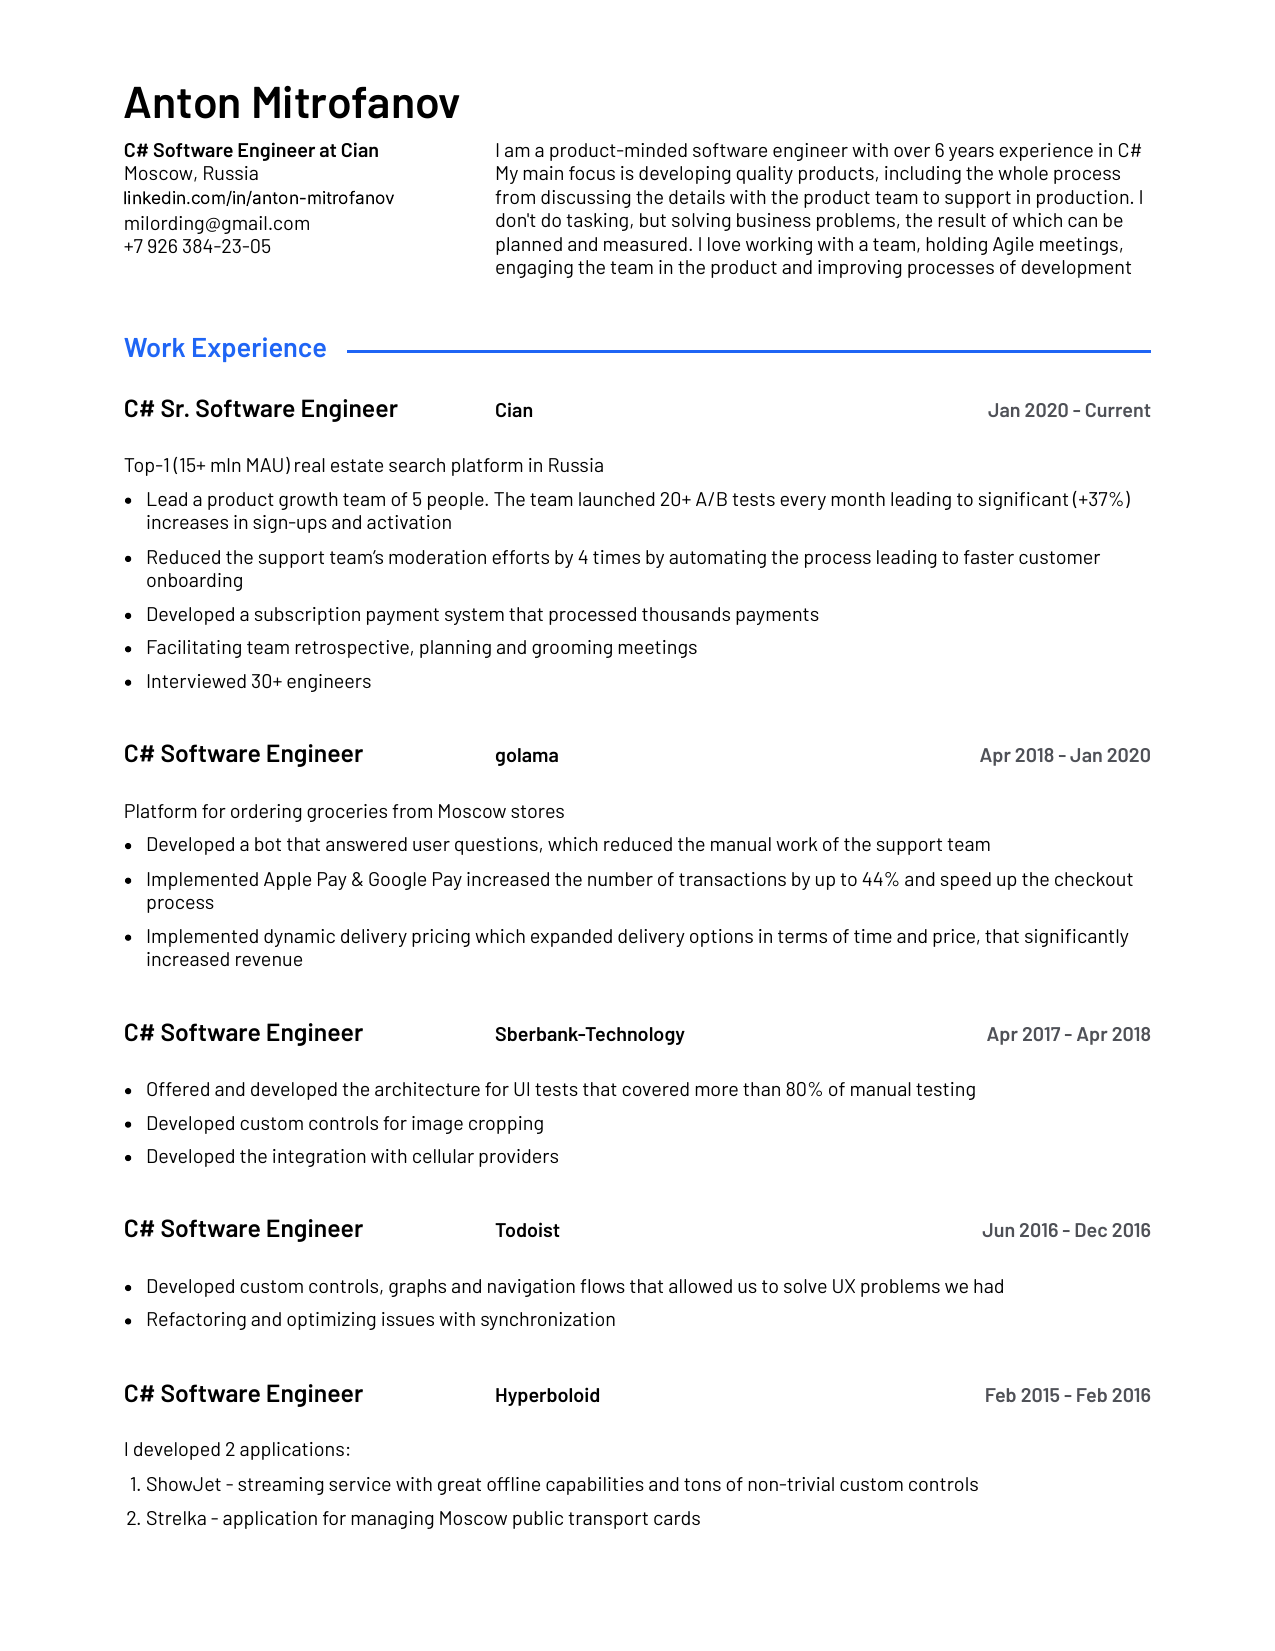 Anton Mitrofanov
C# Software Engineer at Cian
Moscow, Russia
linkedin.com/in/anton-mitrofanov
milording@gmail.com
+7 926 384-23-05
I am a product-minded software engineer with over 6 years experience in C#
My main focus is developing quality products, including the whole process
from discussing the details with the product team to support in production. I
don't do tasking, but solving business problems, the result of which can be
planned and measured. I love working with a team, holding Agile meetings,
engaging the team in the product and improving processes of development
Work Experience
C# Sr. Software Engineer Cian Jan 2020 - Current
Top-1 (15+ mln MAU) real estate search platform in Russia
• Lead a product growth team of 5 people. The team launched 20+ A/B tests every month leading to significant (+37%)
increases in sign-ups and activation
• Reduced the support team’s moderation efforts by 4 times by automating the process leading to faster customer
onboarding
• Developed a subscription payment system that processed thousands payments
• Facilitating team retrospective, planning and grooming meetings
• Interviewed 30+ engineers
C# Software Engineer golama Apr 2018 - Jan 2020
Platform for ordering groceries from Moscow stores
• Developed a bot that answered user questions, which reduced the manual work of the support team
• Implemented Apple Pay & Google Pay increased the number of transactions by up to 44% and speed up the checkout
process
• Implemented dynamic delivery pricing which expanded delivery options in terms of time and price, that significantly
increased revenue
C# Software Engineer Sberbank-Technology Apr 2017 - Apr 2018
• Offered and developed the architecture for UI tests that covered more than 80% of manual testing
• Developed custom controls for image cropping
• Developed the integration with cellular providers
C# Software Engineer Todoist Jun 2016 - Dec 2016
• Developed custom controls, graphs and navigation flows that allowed us to solve UX problems we had
• Refactoring and optimizing issues with synchronization
C# Software Engineer Hyperboloid Feb 2015 - Feb 2016
I developed 2 applications:
1. ShowJet - streaming service with great offline capabilities and tons of non-trivial custom controls
2. Strelka - application for managing Moscow public transport cards